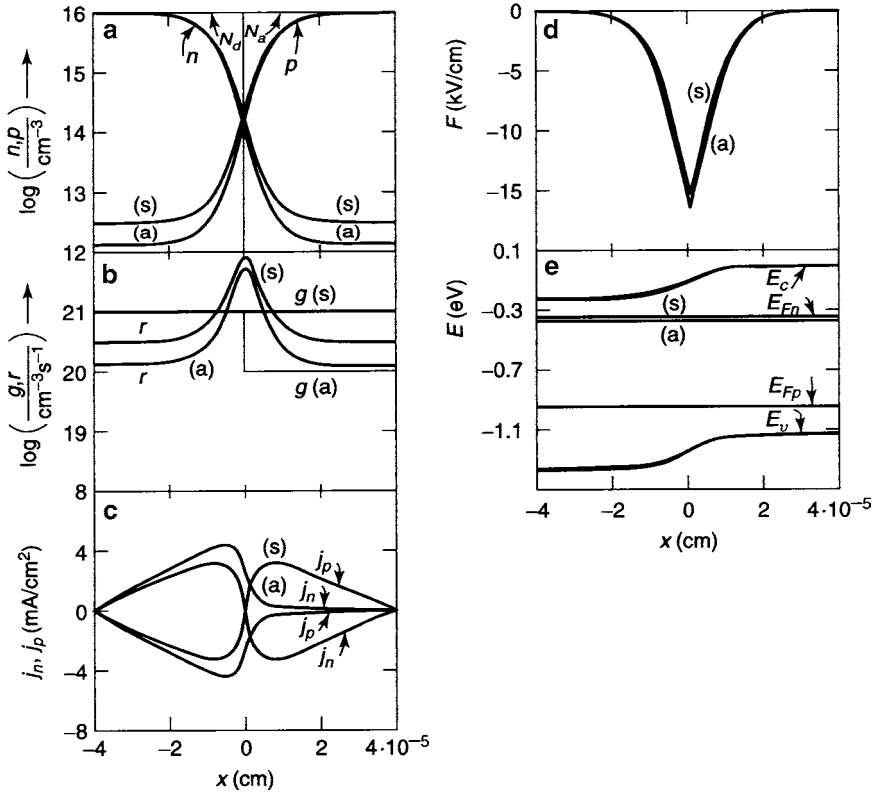 a
16
15
14
13
12
log (n,p / cm⁻³) →
n
N_d
N_a
p
(s)
(a)
(s)
(a)
b
21
20
19
8
log (g,r / cm⁻³s⁻¹) →
(s)
g (s)
r
r
(a)
g (a)
c
4
0
−4
−8
j_n, j_p (mA/cm²)
(s)
(a)
j_p
j_n
j_p
j_n
−4 −2 0 2 4·10⁻⁵
x (cm)
d
0
−5
−10
−15
F (kV/cm)
(s)
(a)
e
0.1
-0.3
-0.7
-1.1
E (eV)
E_c
(s)
E_Fn
(a)
E_Fp
E_v
−4 −2 0 2 4·10⁻⁵
x (cm)